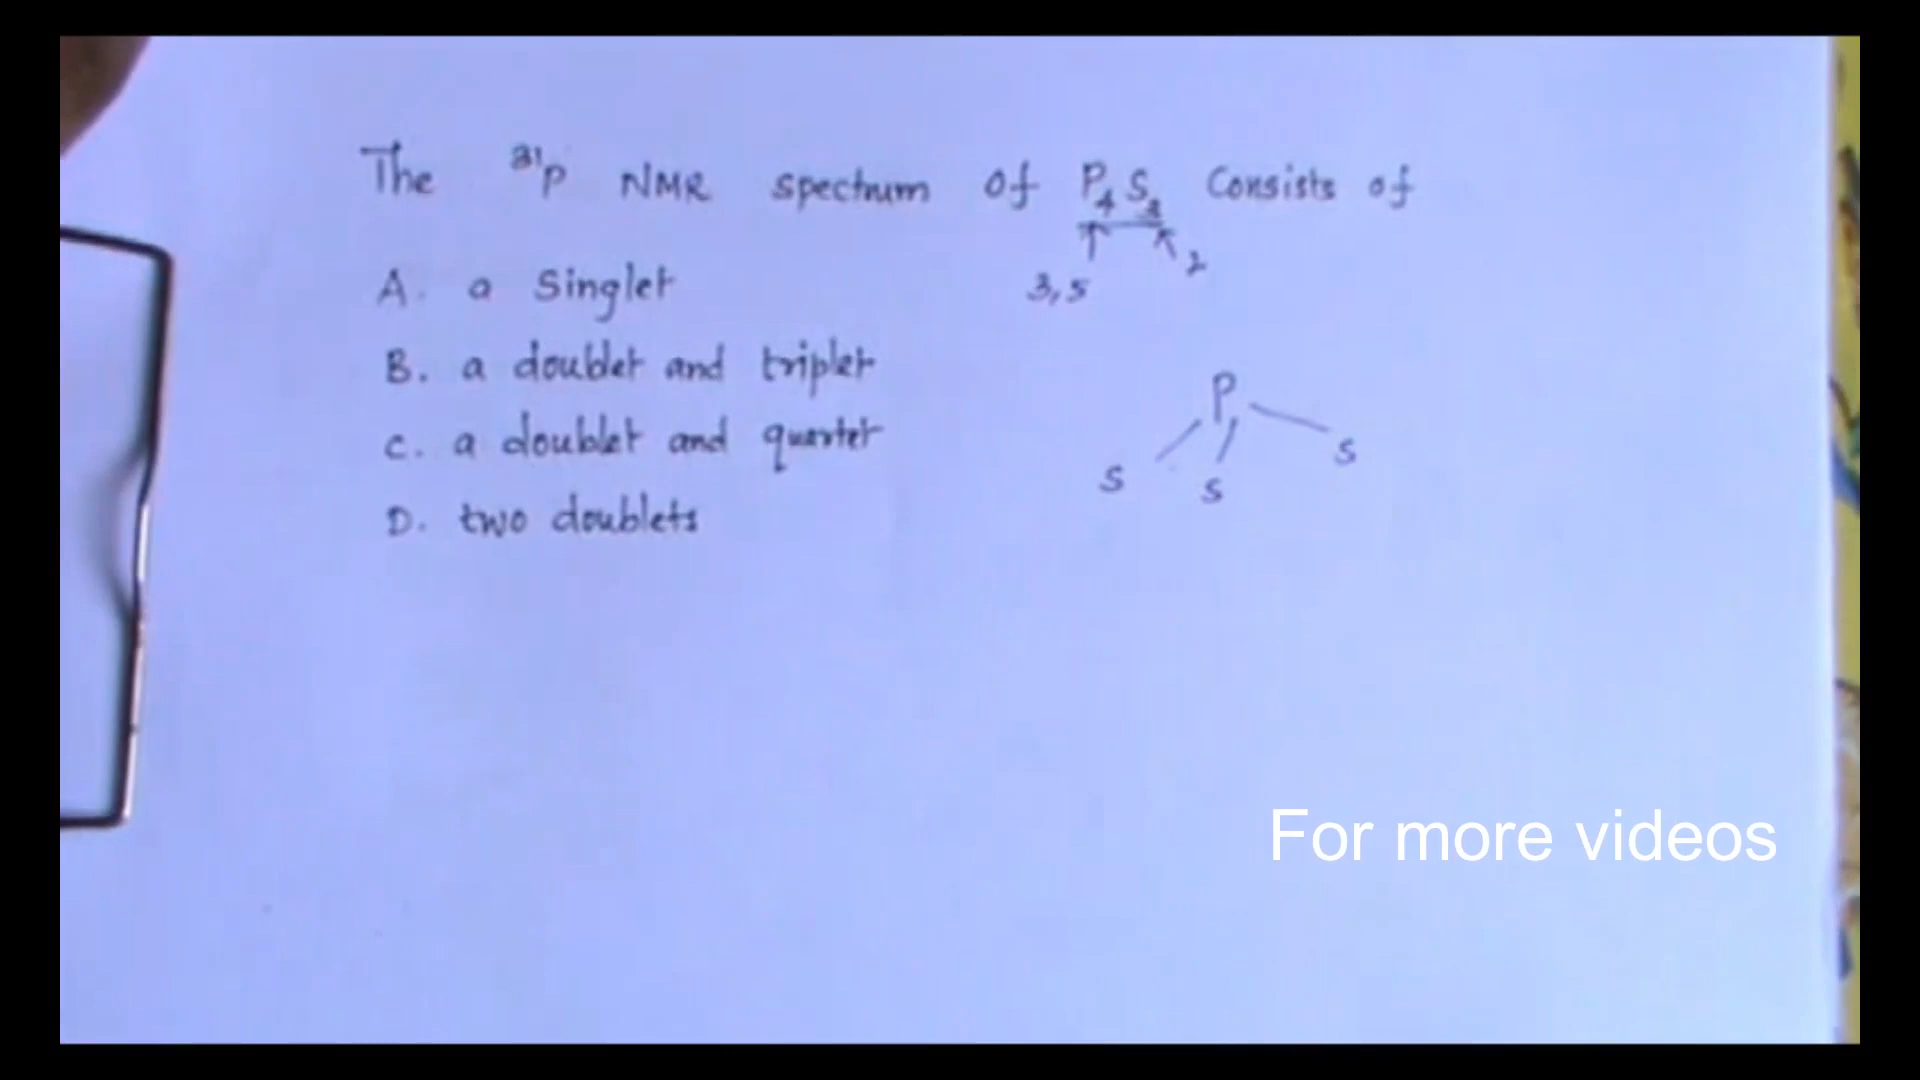 The ³¹P NMR spectrum of P₄S₃ Consists of
3,5
2
A. a Singlet
B. a doublet and triplet
C. a doublet and quartet
D. two doublets
P
S S S
For more videos